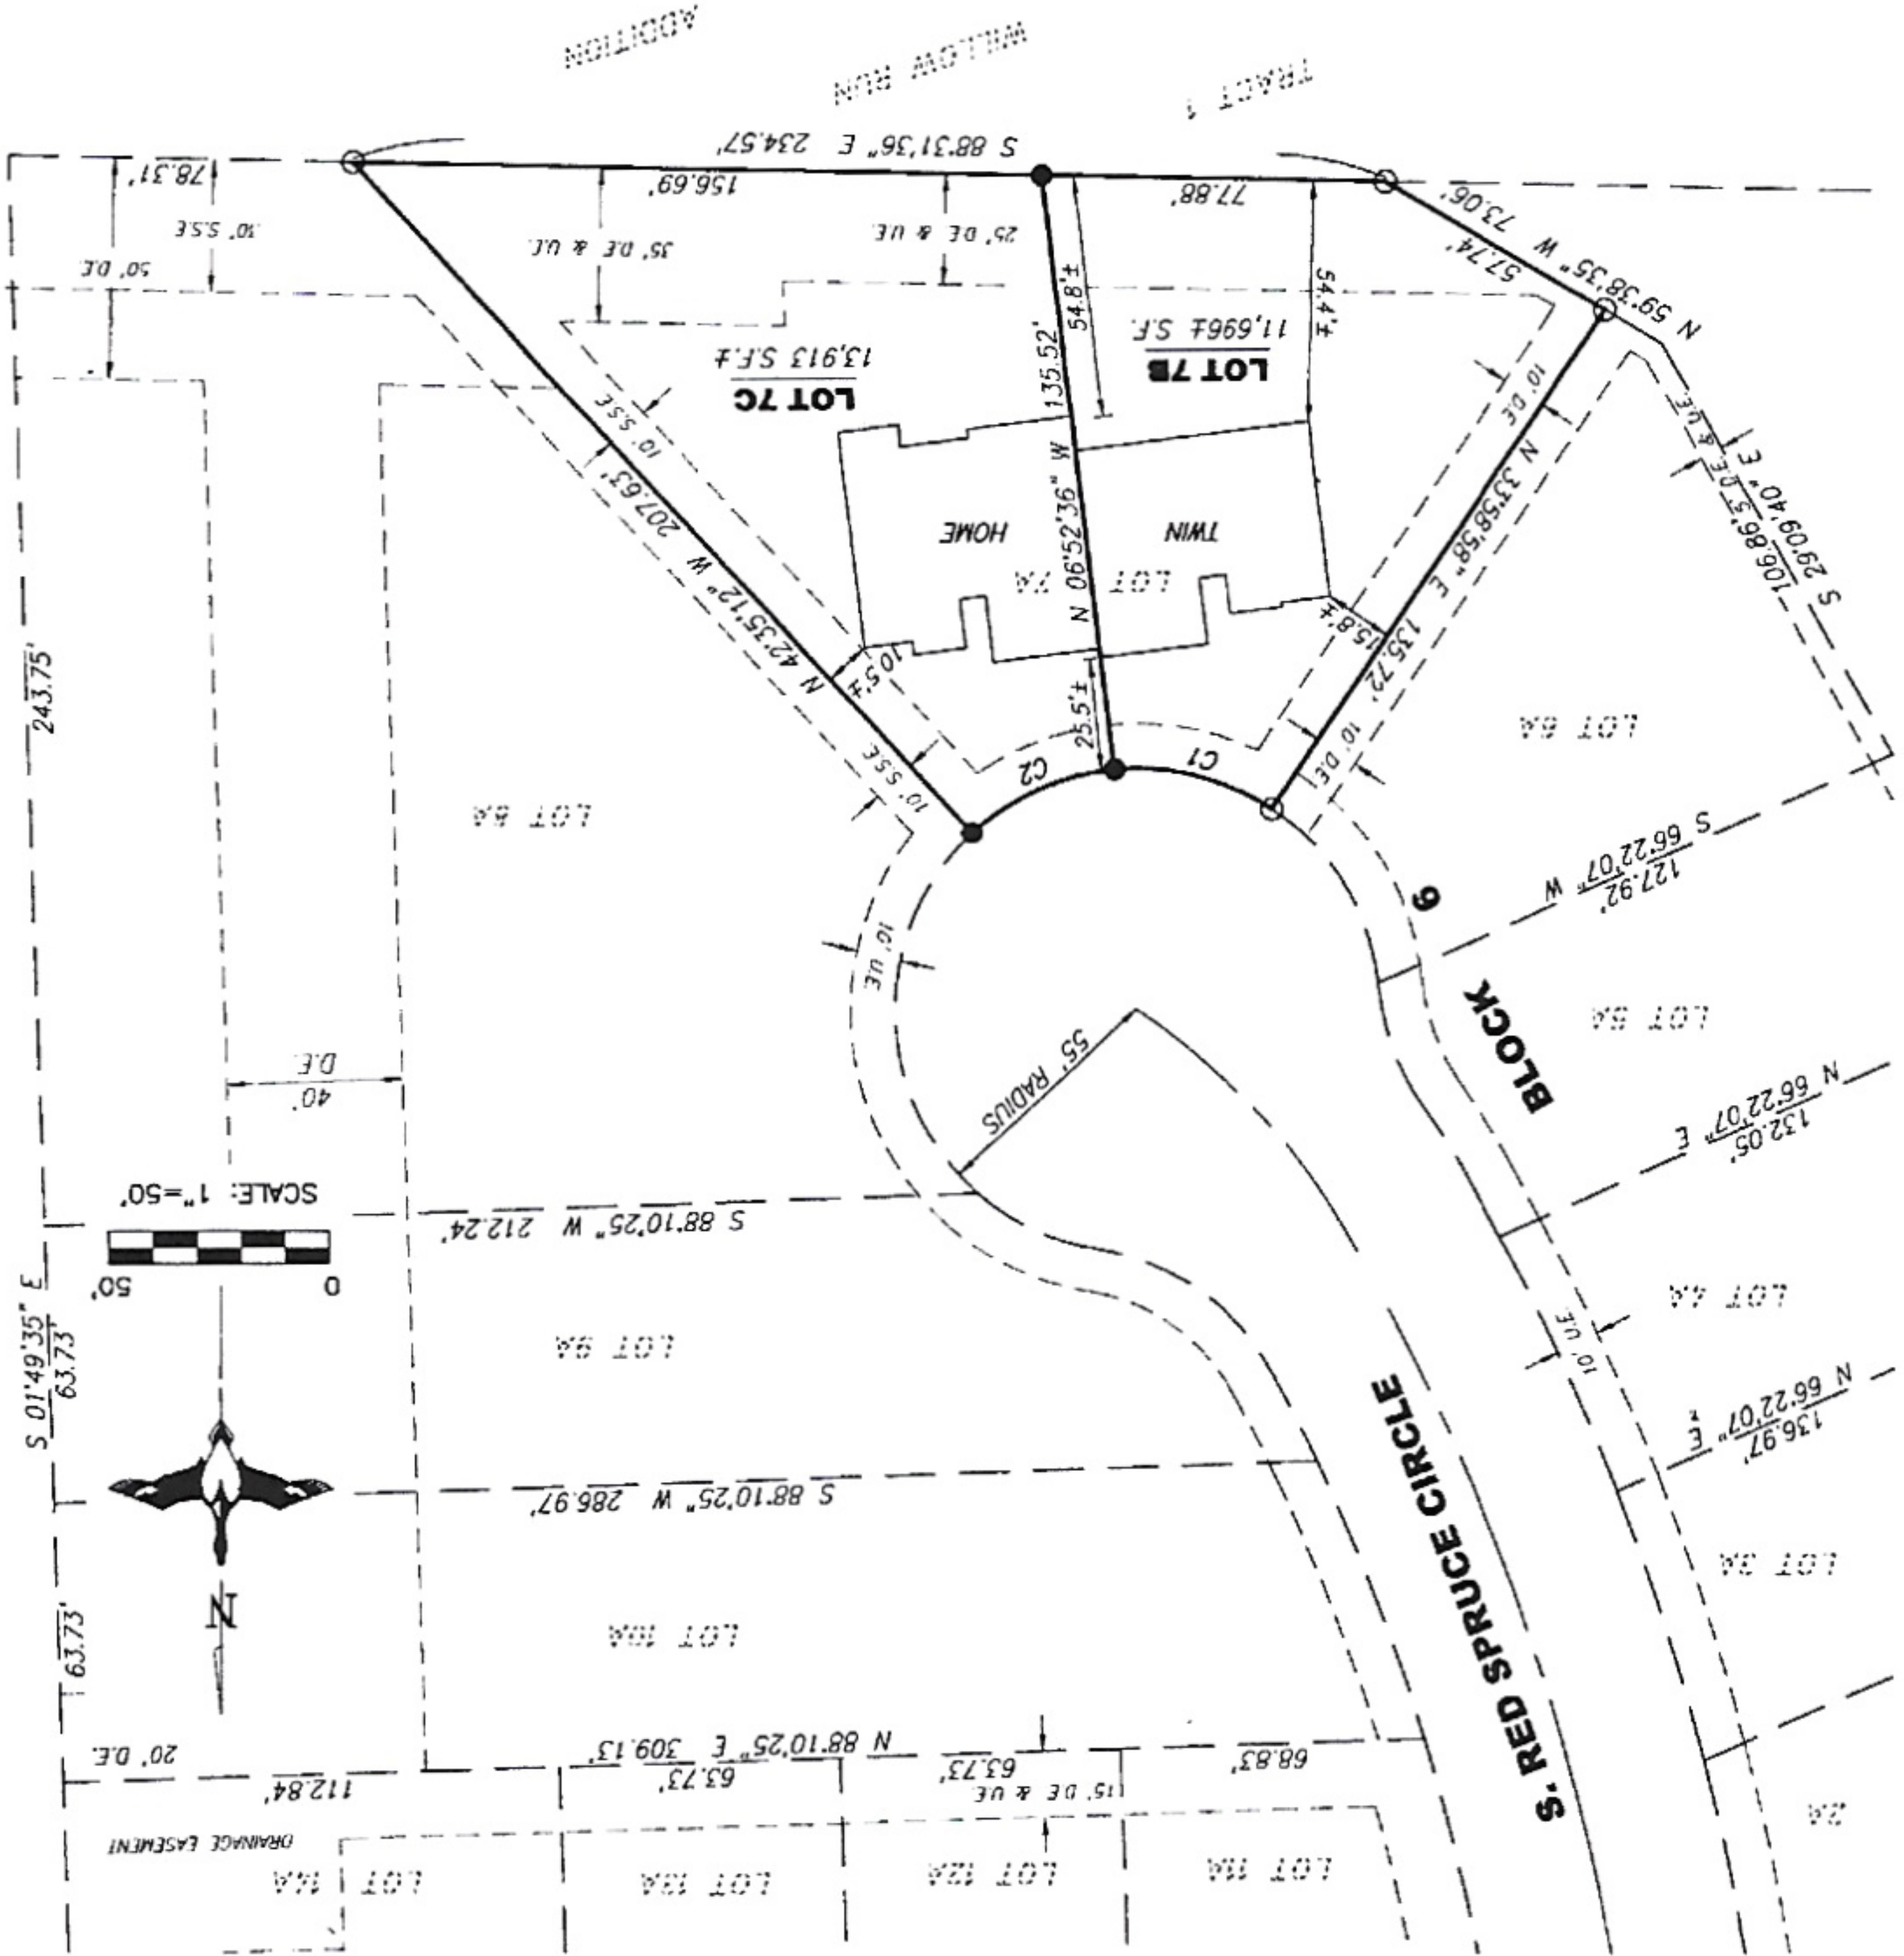 ADDITION
WILLOW RUN
TRACT 1
S 88°31'36" E 234.57'
78.31'
156.69'
77.88'
73.06'
N 59°38'35" W
57.74'
30' S.S.E
50' D.E.
35' D.E & U.E.
25' D.E & U.E.
54.8'±
54.4'±
13,913 S.F.±
LOT 7C
11,696± S.F.
LOT 7B
10' S.S.E
135.52'
N 06°52'36" W
10' D.E
N 33°58'58" E
135.72'
207.63'
N 42°35'12" W
HOME
TWIN
LOT 7A
5' D.E. & U.E.
106.86'
S 29°09'40" E
10.5'±
15.8'±
25.5'±
10' S.S.E
10' D.E
C2
C1
243.75'
LOT 8A
LOT 6A
S 66°22'07" W
127.92'
10' U.E
BLOCK 6
LOT 5A
55' RADIUS
40'
D.E.
N 66°22'07" E
132.05'
SCALE: 1"=50'
0
50'
S 88°10'25" W 212.24'
S 01°49'35" E
63.73'
LOT 9A
LOT 4A
10' U.E
S. RED SPRUCE CIRCLE
N 66°22'07" E
136.97'
S 88°10'25" W 286.97'
N
63.73'
LOT 10A
LOT 3A
20' D.E.
112.84'
N 88°10'25" E 309.13'
63.73'
63.73'
68.83'
15' D.E & U.E.
2A
DRAINAGE EASEMENT
LOT 14A
LOT 13A
LOT 12A
LOT 11A